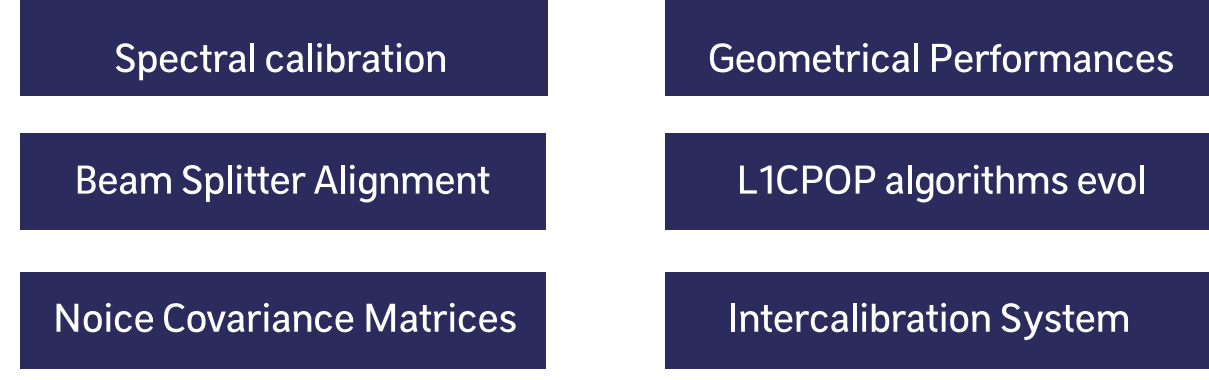 Spectral calibration
Geometrical Performances
Beam Splitter Alignment
L1CPOP algorithms evol
Noice Covariance Matrices
Intercalibration System